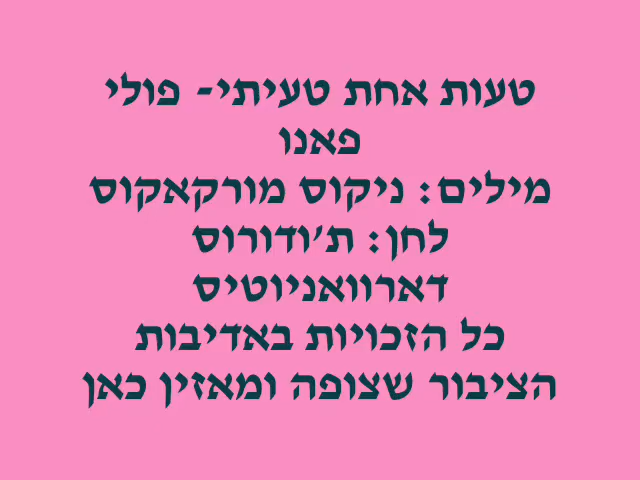 טעות אחת טעיתי- פולי
פאנו
מילים: ניקוס מורקאקוס
לחן: ת'ודורוס
דארוואניוטיס
כל הזכויות באדיבות
הציבור שצופה ומאזין כאן